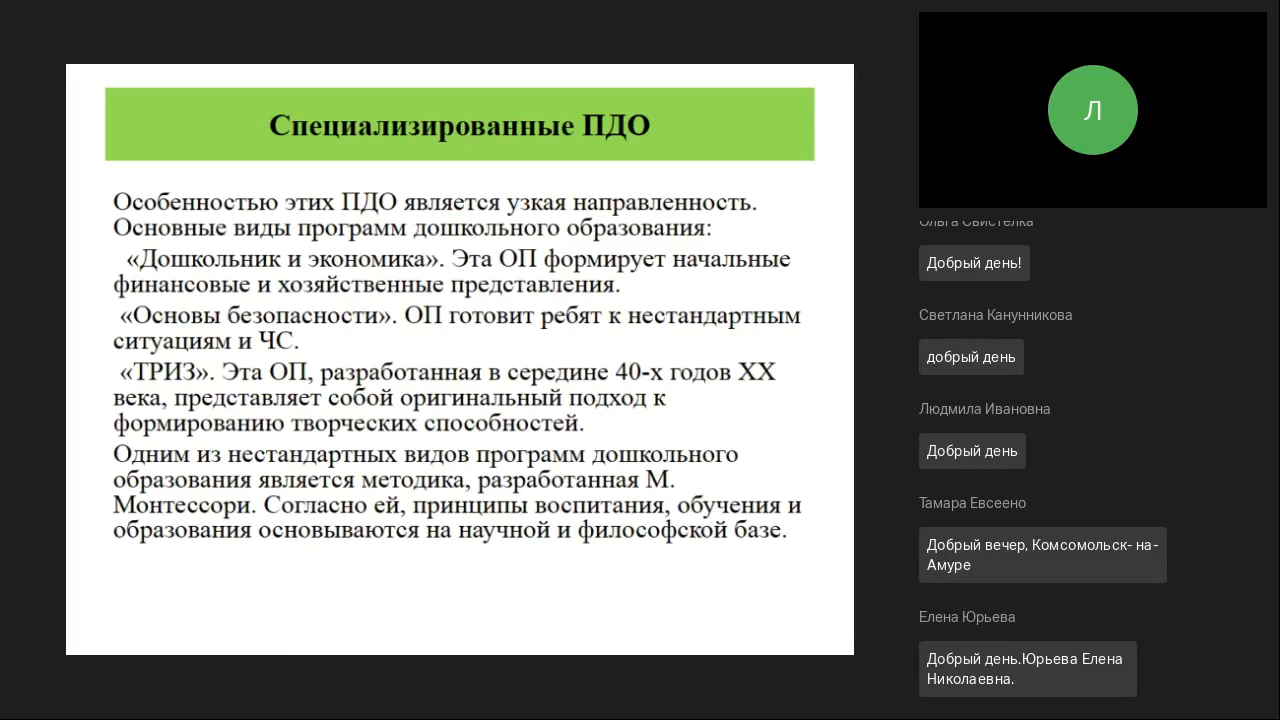 Специализированные ПДО
Особенностью этих ПДО является узкая направленность.
Основные виды программ дошкольного образования:
«Дошкольник и экономика». Эта ОП формирует начальные
финансовые и хозяйственные представления.
«Основы безопасности». ОП готовит ребят к нестандартным
ситуациям и ЧС.
«ТРИЗ». Эта ОП, разработанная в середине 40-х годов XX
века, представляет собой оригинальный подход к
формированию творческих способностей.
Одним из нестандартных видов программ дошкольного
образования является методика, разработанная М.
Монтессори. Согласно ей, принципы воспитания, обучения и
образования основываются на научной и философской базе.
Л
Ольга Свистелка
Добрый день!
Светлана Канунникова
добрый день
Людмила Ивановна
Добрый день
Тамара Евсеено
Добрый вечер, Комсомольск- на-
Амуре
Елена Юрьева
Добрый день.Юрьева Елена
Николаевна.